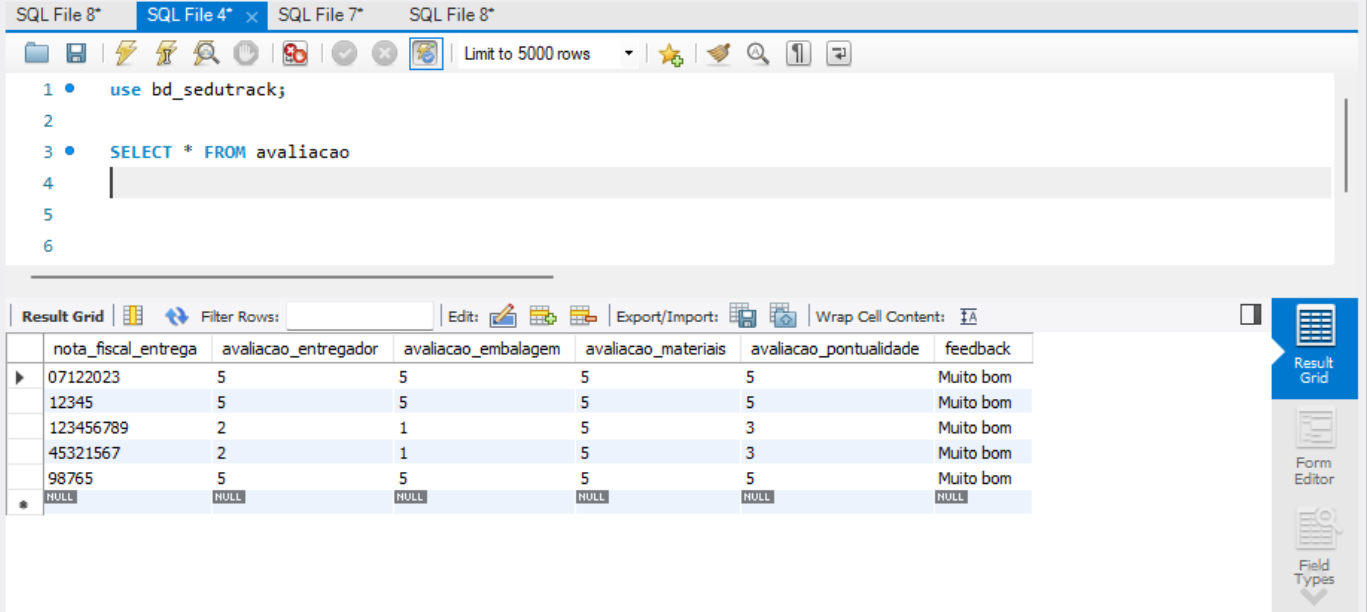 SQL File 8* SQL File 4* SQL File 7* SQL File 8*
Limit to 5000 rows
1 use bd_sedutrack;
2
3 SELECT * FROM avaliacao
4
5
6
Result Grid Filter Rows: Edit: Export/Import: Wrap Cell Content:
nota_fiscal_entrega avaliacao_entregador avaliacao_embalagem avaliacao_materiais avaliacao_pontualidade feedback
07122023 5 5 5 5 Muito bom
12345 5 5 5 5 Muito bom
123456789 2 1 5 3 Muito bom
45321567 2 1 5 3 Muito bom
98765 5 5 5 5 Muito bom
NULL NULL NULL NULL NULL NULL
Result
Grid
Form
Editor
Field
Types